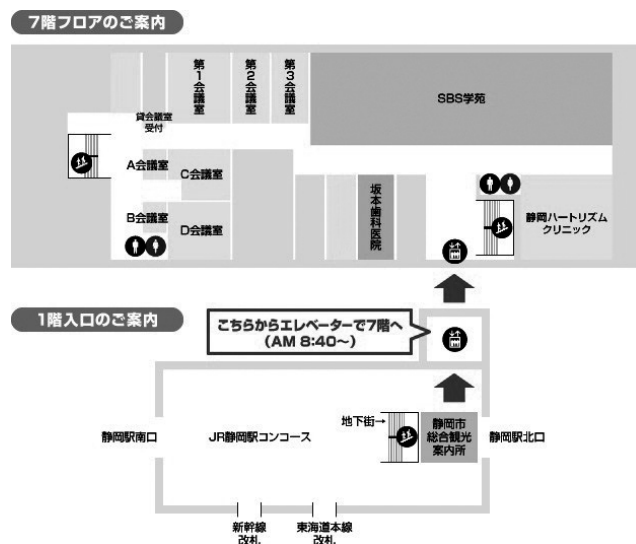 7階フロアのご案内
第1会議室
第2会議室
第3会議室
SBS学苑
貸会議室
受付
A会議室
C会議室
B会議室
D会議室
坂本歯科医院
静岡ハートリズム
クリニック
1階入口のご案内
こちらからエレベーターで7階へ
(AM 8:40〜)
静岡駅南口
JR静岡駅コンコース
地下街→
静岡市
総合観光
案内所
静岡駅北口
新幹線
改札
東海道本線
改札